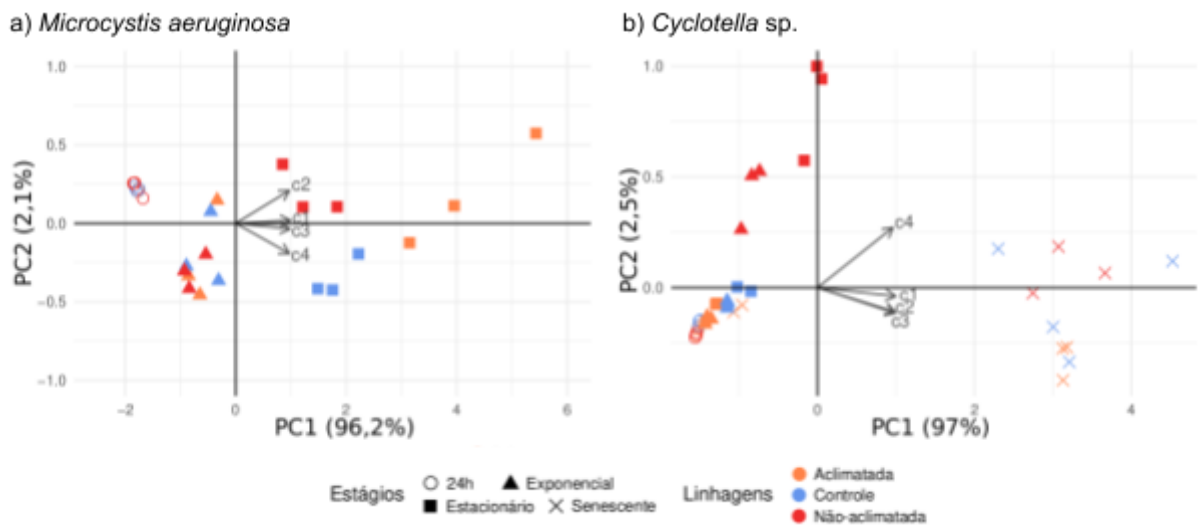 a) Microcystis aeruginosa
b) Cyclotella sp.
1.0
0.5
0.0
−0.5
−1.0
PC2 (2,1%)
c2
c3
c4
−2
0
2
4
6
PC1 (96,2%)
1.0
0.5
0.0
PC2 (2,5%)
c4
c1
c2
c3
0
2
4
PC1 (97%)
Estágios
24h
Exponencial
Estacionário
Senescente
Linhagens
Aclimatada
Controle
Não-aclimatada